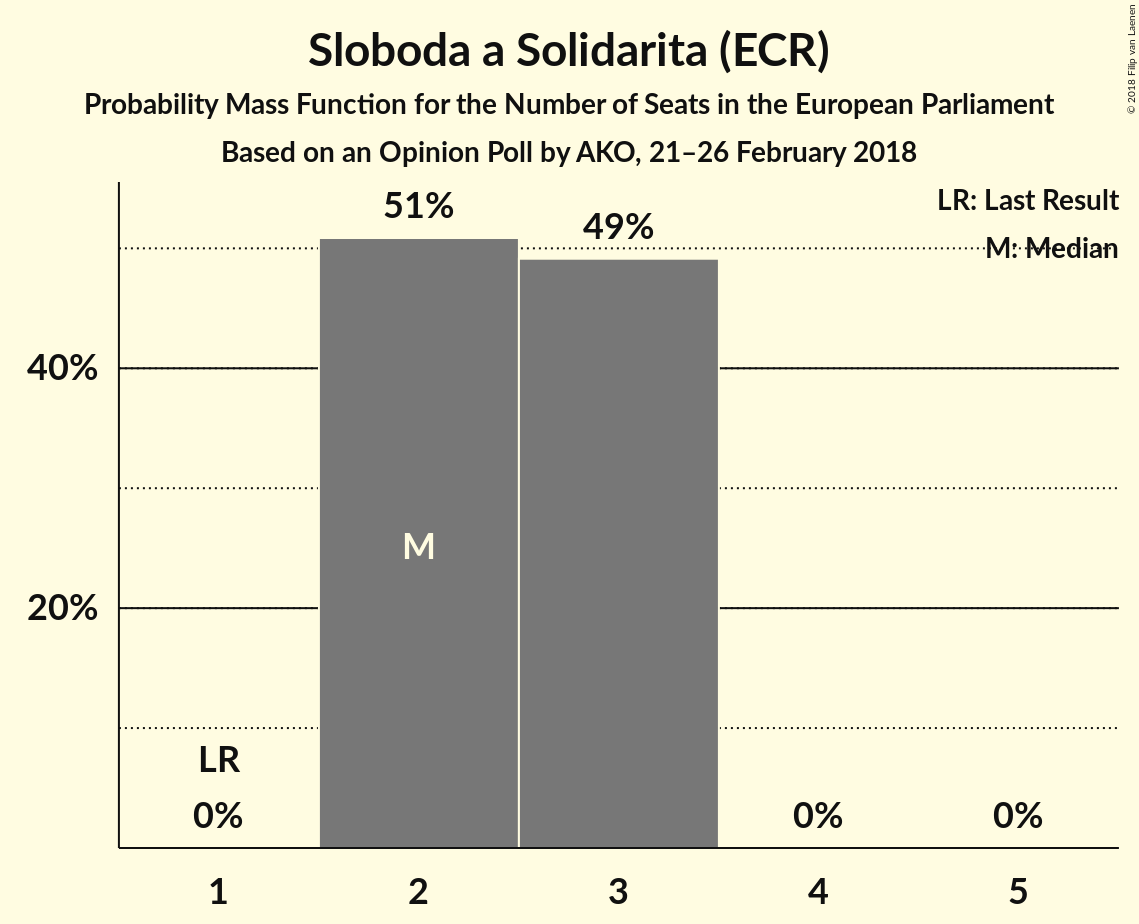 Sloboda a Solidarita (ECR)
Probability Mass Function for the Number of Seats in the European Parliament
Based on an Opinion Poll by AKO, 21–26 February 2018
© 2018 Filip van Laenen
LR: Last Result
M: Median
51%
49%
40%
20%
M
LR
0%
0%
0%
1
2
3
4
5